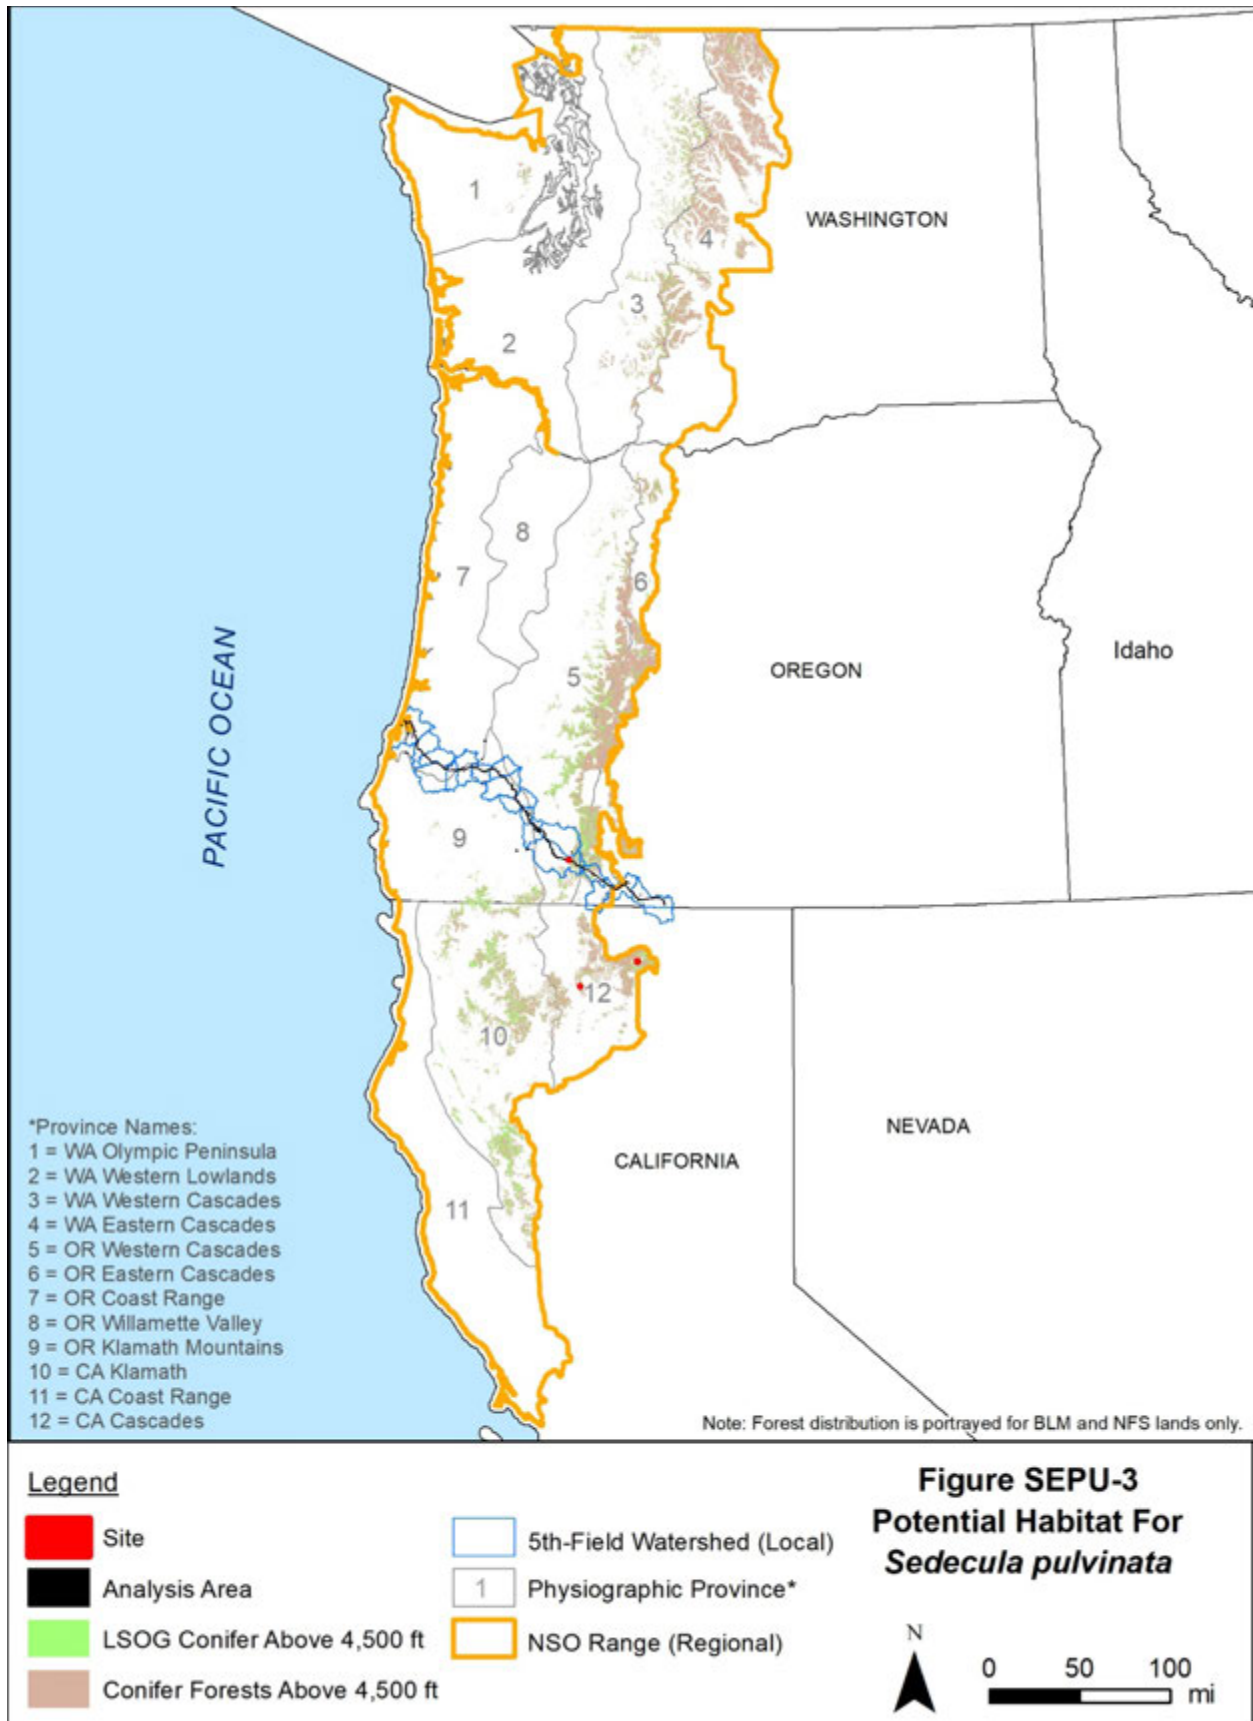 WASHINGTON
1
4
3
2
8
7
6
5
Idaho
OREGON
PACIFIC OCEAN
9
12
10
NEVADA
CALIFORNIA
11
*Province Names:
1 = WA Olympic Peninsula
2 = WA Western Lowlands
3 = WA Western Cascades
4 = WA Eastern Cascades
5 = OR Western Cascades
6 = OR Eastern Cascades
7 = OR Coast Range
8 = OR Willamette Valley
9 = OR Klamath Mountains
10 = CA Klamath
11 = CA Coast Range
12 = CA Cascades
Note: Forest distribution is portrayed for BLM and NFS lands only.
Legend
Site
Analysis Area
LSOG Conifer Above 4,500 ft
Conifer Forests Above 4,500 ft
5th-Field Watershed (Local)
1 Physiographic Province*
NSO Range (Regional)
Figure SEPU-3
Potential Habitat For
Sedecula pulvinata
N
0 50 100
mi